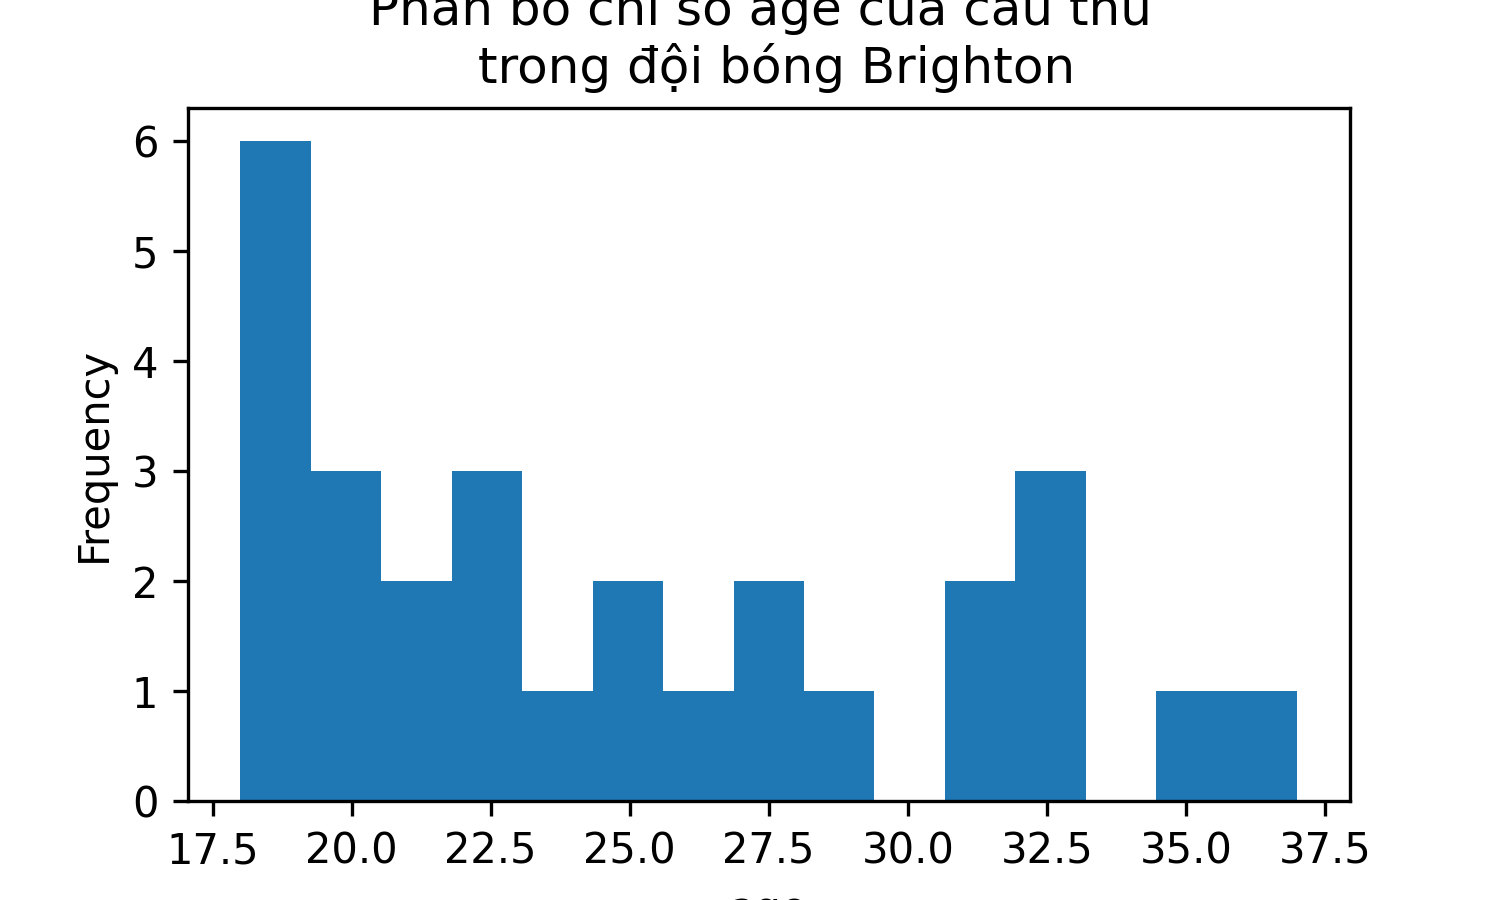 Phân bố chỉ số age của cầu thủ
trong đội bóng Brighton
6
5
4
3
2
1
0
Frequency
17.5 20.0 22.5 25.0 27.5 30.0 32.5 35.0 37.5
age